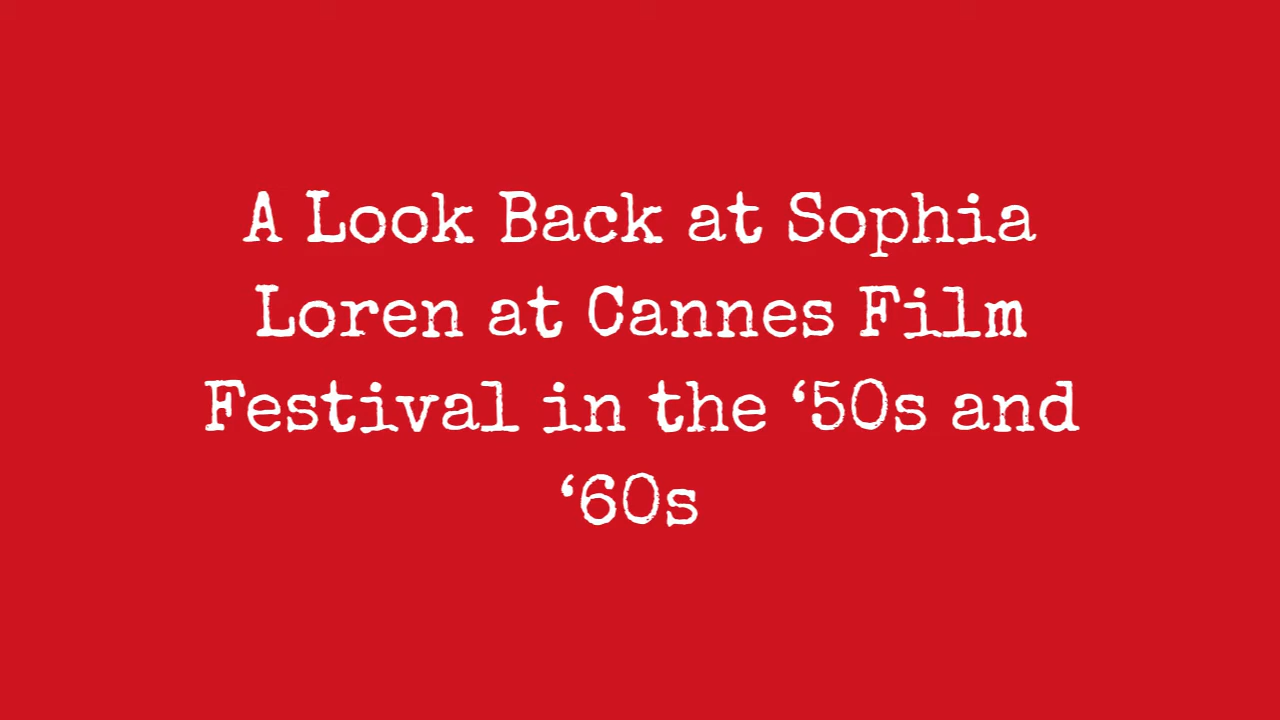 A Look Back at Sophia
Loren at Cannes Film
Festival in the ‘50s and
‘60s